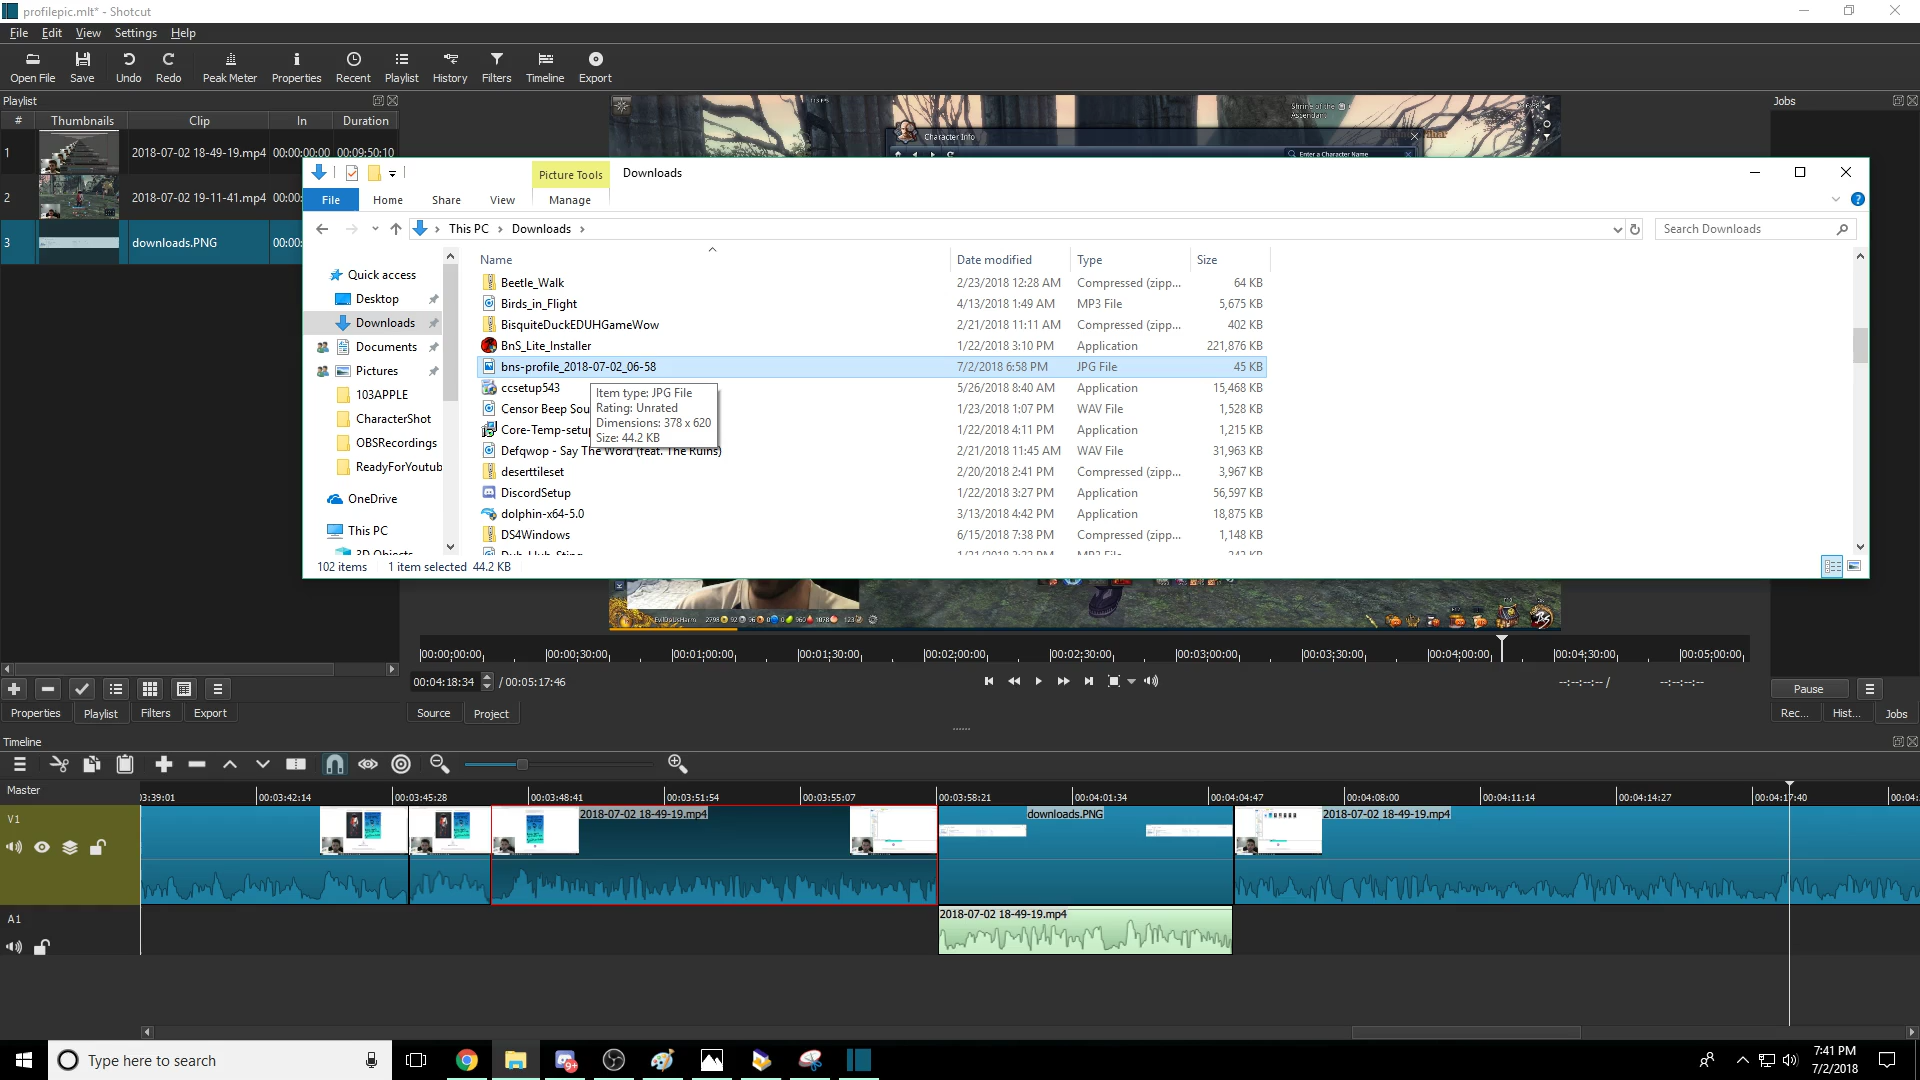 profilepic.mlt* - Shotcut
File Edit View Settings Help
Open File Save Undo Redo Peak Meter Properties Recent Playlist History Filters Timeline Export
Playlist
# Thumbnails Clip In Duration
1 2018-07-02 18-49-19.mp4 00:00:00:00 00:09:50:10
2 2018-07-02 19-11-41.mp4 00:00:
3 downloads.PNG 00:00:
Shrine of the
Ascendant
Character Info
Enter a Character Name
Jobs
Picture Tools Downloads
File Home Share View Manage
This PC Downloads
Search Downloads
Quick access
Desktop
Downloads
Documents
Pictures
103APPLE
CharacterShot
OBSRecordings
ReadyForYoutub
OneDrive
This PC
3D Objects
Name Date modified Type Size
Beetle_Walk 2/23/2018 12:28 AM Compressed (zipp... 64 KB
Birds_in_Flight 4/13/2018 1:49 AM MP3 File 5,675 KB
BisquiteDuckEDUHGameWow 2/21/2018 11:11 AM Compressed (zipp... 402 KB
BnS_Lite_Installer 1/22/2018 3:10 PM Application 221,876 KB
bns-profile_2018-07-02_06-58 7/2/2018 6:58 PM JPG File 45 KB
ccsetup543 5/26/2018 8:40 AM Application 15,468 KB
Censor Beep Sou 1/23/2018 1:07 PM WAV File 1,528 KB
Core-Temp-setup 1/22/2018 4:11 PM Application 1,215 KB
Defqwop - Say The Word (feat. The Ruins) 2/21/2018 11:45 AM WAV File 31,963 KB
deserttileset 2/20/2018 2:41 PM Compressed (zipp... 3,967 KB
DiscordSetup 1/22/2018 3:27 PM Application 56,597 KB
dolphin-x64-5.0 3/13/2018 4:42 PM Application 18,875 KB
DS4Windows 6/15/2018 7:38 PM Compressed (zipp... 1,148 KB
Item type: JPG File
Rating: Unrated
Dimensions: 378 x 620
Size: 44.2 KB
102 items 1 item selected 44.2 KB
00:00:00:00 00:00:30:00 00:01:00:00 00:01:30:00 00:02:00:00 00:02:30:00 00:03:00:00 00:03:30:00 00:04:00:00 00:04:30:00 00:05:00:00
00:04:18:34 / 00:05:17:46
--:--:--:-- / --:--:--:--
Pause
Properties Playlist Filters Export
Source Project
Rec... Hist... Jobs
Timeline
Master
3:39:01 00:03:42:14 00:03:45:28 00:03:48:41 00:03:51:54 00:03:55:07 00:03:58:21 00:04:01:34 00:04:04:47 00:04:08:00 00:04:11:14 00:04:14:27 00:04:17:40 00:04:
V1
2018-07-02 18-49-19.mp4 downloads.PNG 2018-07-02 18-49-19.mp4
A1
2018-07-02 18-49-19.mp4
Type here to search
7:41 PM
7/2/2018